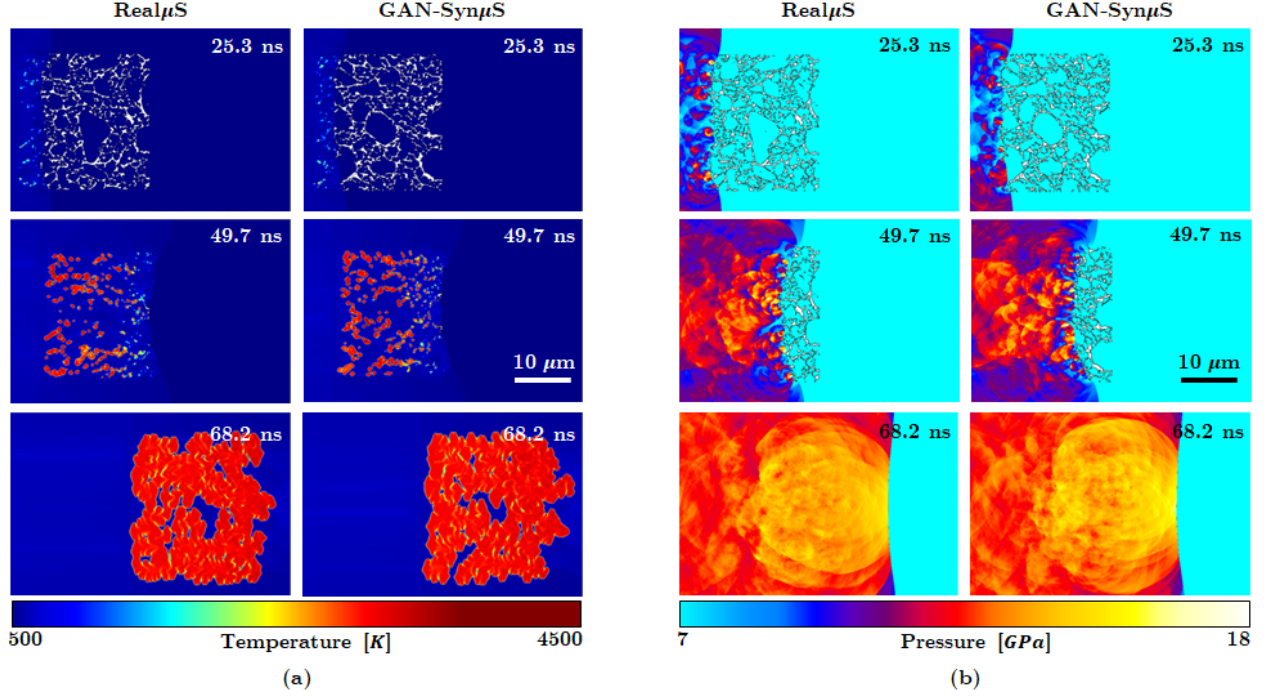 RealμS GAN-SynμS
25.3 ns 25.3 ns
49.7 ns 49.7 ns
10 μm
68.2 ns 68.2 ns
500 Temperature [K] 4500
(a)
RealμS GAN-SynμS
25.3 ns 25.3 ns
49.7 ns 49.7 ns
10 μm
68.2 ns 68.2 ns
7 Pressure [GPa] 18
(b)